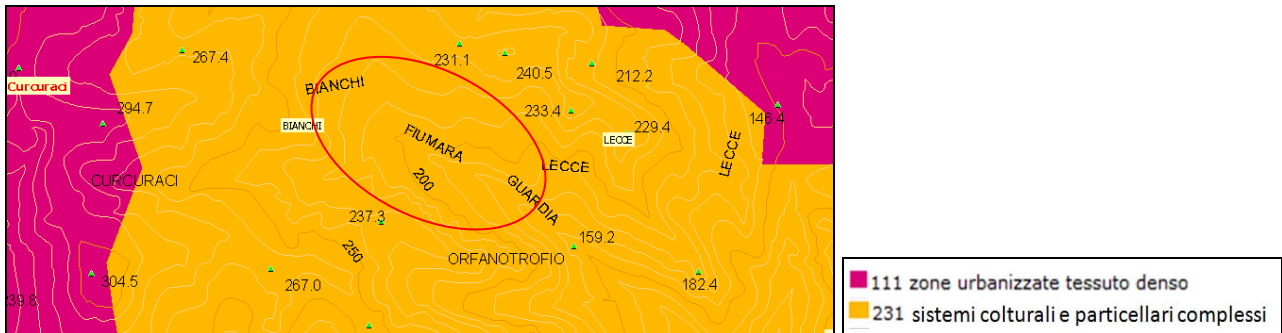 267.4
231.1
240.5
212.2
Curcuraci
BIANCHI
294.7
233.4
146.4
BIANCHI
FIUMARA
229.4
LECCE
LECCE
LECCE
CURCURACI
200
GUARDIA
237.3
159.2
250
ORFANOTROFIO
304.5
267.0
182.4
39.8
111 zone urbanizzate tessuto denso
231 sistemi colturali e particellari complessi